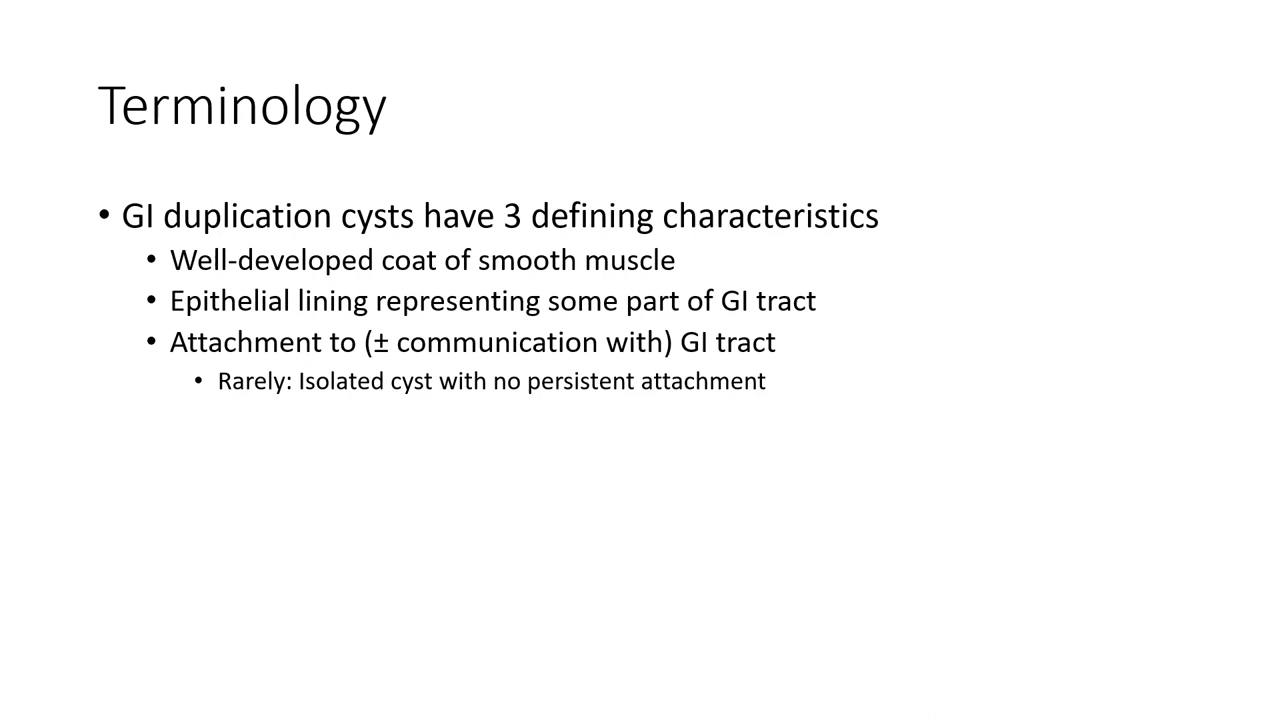 Terminology
• GI duplication cysts have 3 defining characteristics
• Well-developed coat of smooth muscle
• Epithelial lining representing some part of GI tract
• Attachment to (± communication with) GI tract
• Rarely: Isolated cyst with no persistent attachment